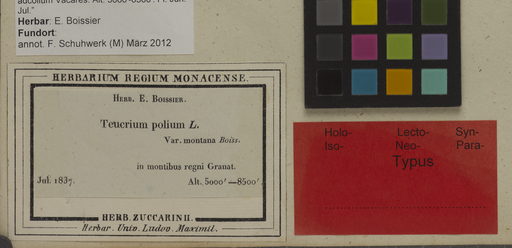 Jul."
Herbar: E. Boissier
Fundort:
annot. F. Schuhwerk (M) März 2012
HERBARIUM REGIUM MONACENSE.
HERB. E. BOISSIER.
Teucrium polium L.
Var. montana Boiss.
in montibus regni Granat.
Jul. 1837. Alt. 5000'—8500'.
HERB. ZUCCARINII.
Herbar. Univ. Ludov. Maximil.
Holo- Lecto- Syn-
Iso- Neo- Para-
Typus